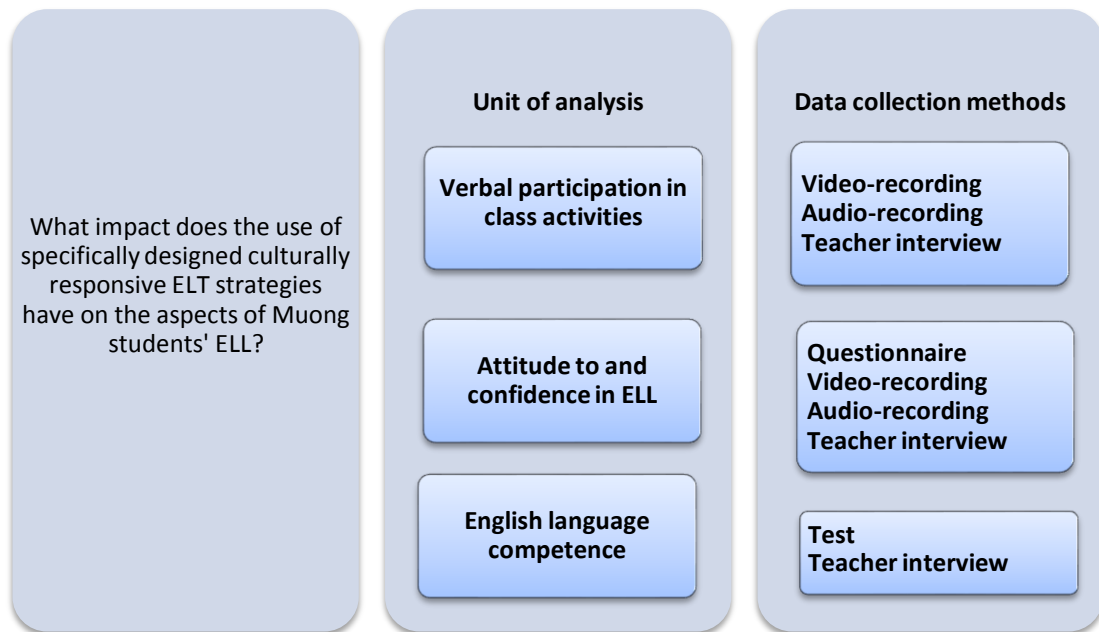 What impact does the use of
specifically designed culturally
responsive ELT strategies
have on the aspects of Muong
students' ELL?
Unit of analysis
Verbal participation in
class activities
Attitude to and
confidence in ELL
English language
competence
Data collection methods
Video-recording
Audio-recording
Teacher interview
Questionnaire
Video-recording
Audio-recording
Teacher interview
Test
Teacher interview